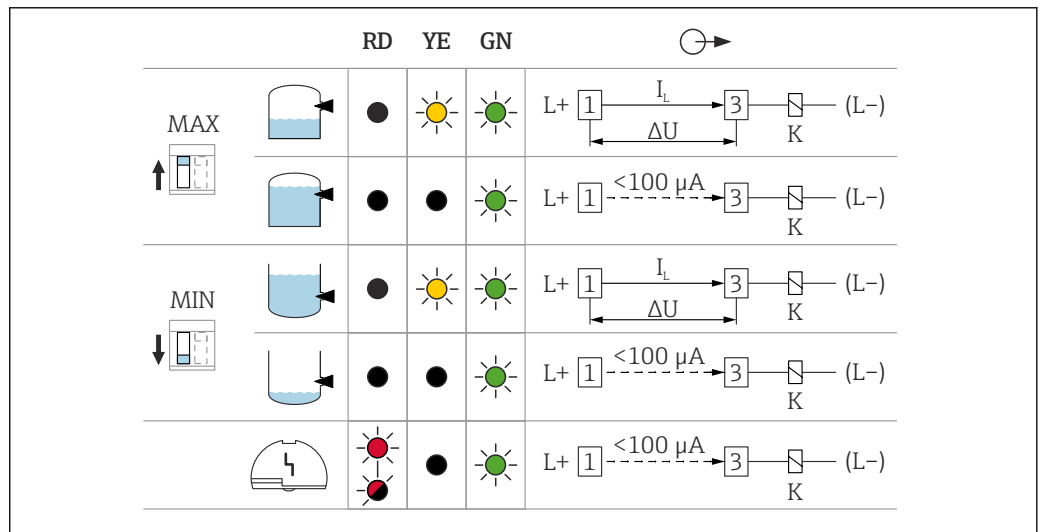 RD YE GN
MAX
L+ 1 I_L 3 (L−)
ΔU K
L+ 1 <100 µA 3 (L−)
K
MIN
L+ 1 I_L 3 (L−)
ΔU K
L+ 1 <100 µA 3 (L−)
K
L+ 1 <100 µA 3 (L−)
K